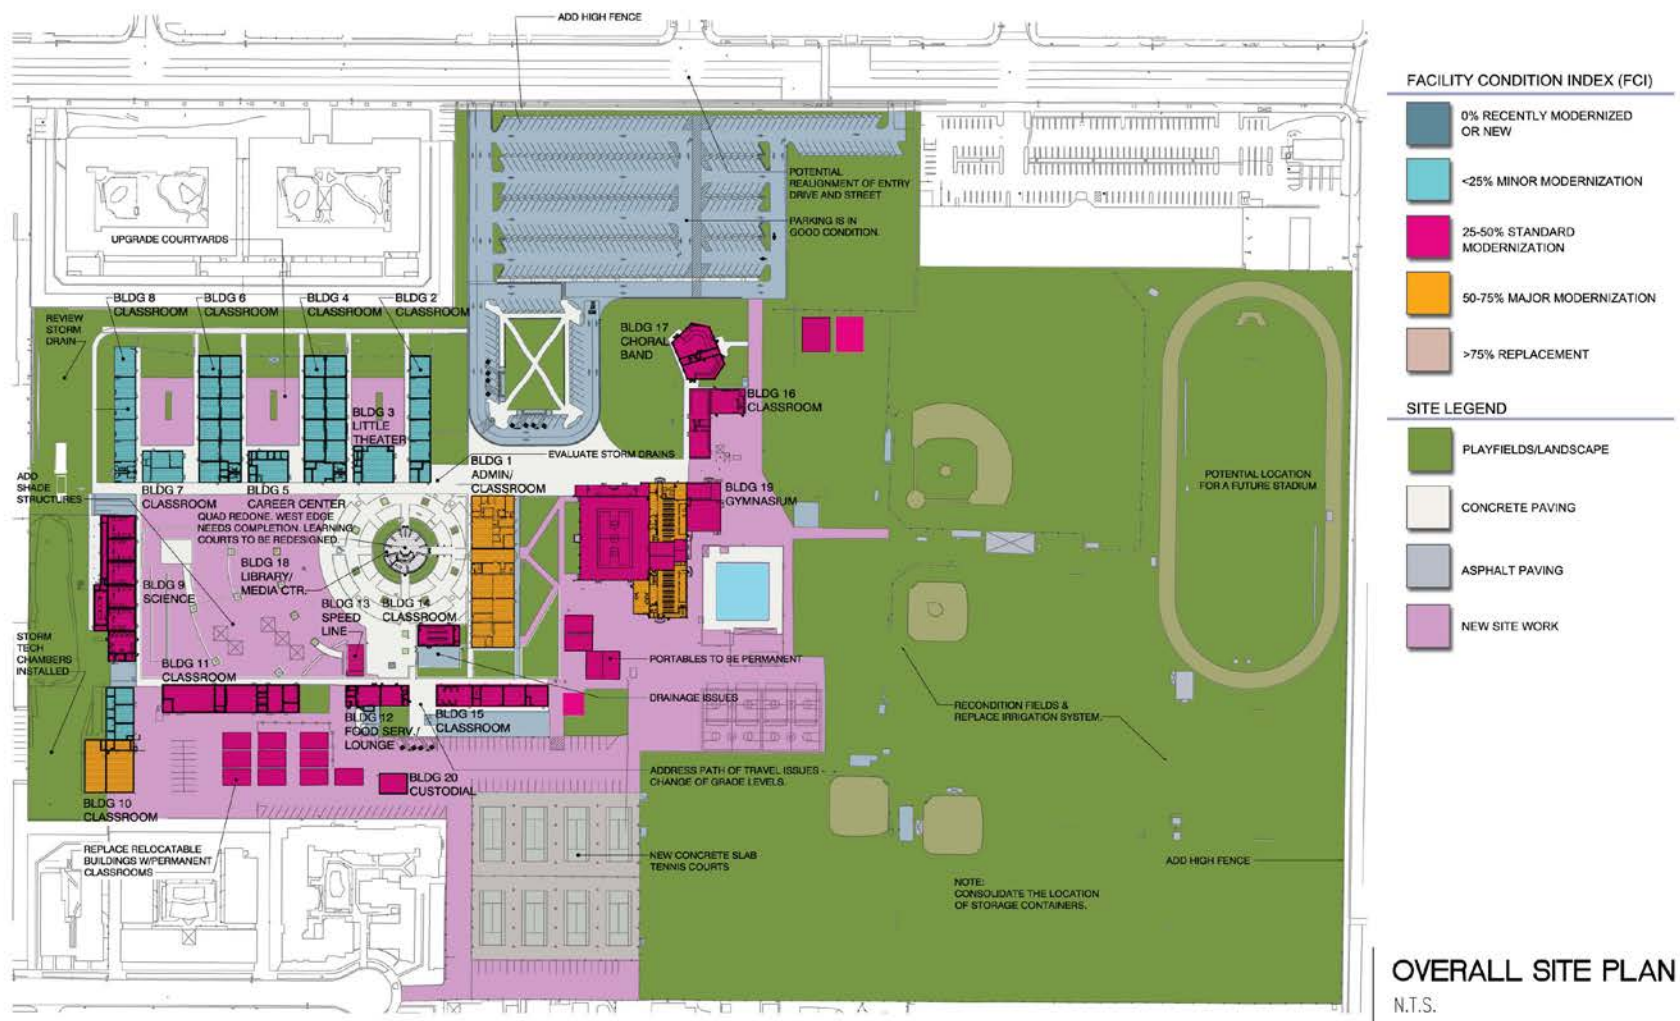 ADD HIGH FENCE
POTENTIAL
REALIGNMENT OF ENTRY
DRIVE AND STREET
PARKING IS IN
GOOD CONDITION.
UPGRADE COURTYARDS
BLDG 8
CLASSROOM
BLDG 6
CLASSROOM
BLDG 4
CLASSROOM
BLDG 2
CLASSROOM
REVIEW
STORM
DRAIN
BLDG 17
CHORAL
BAND
BLDG 16
CLASSROOM
BLDG 3
LITTLE
THEATER
EVALUATE STORM DRAINS
BLDG 1
ADMIN/
CLASSROOM
ADD
SHADE
STRUCTURES
BLDG 7
CLASSROOM
BLDG 5
CAREER CENTER
QUAD REDONE. WEST EDGE
NEEDS COMPLETION. LEARNING
COURTS TO BE REDESIGNED.
BLDG 19
GYMNASIUM
POTENTIAL LOCATION
FOR A FUTURE STADIUM
BLDG 18
LIBRARY/
MEDIA CTR.
BLDG 9
SCIENCE
BLDG 13
SPEED
LINE
BLDG 14
CLASSROOM
STORM
TECH
CHAMBERS
INSTALLED
BLDG 11
CLASSROOM
PORTABLES TO BE PERMANENT
DRAINAGE ISSUES
BLDG 12
FOOD SERV./
LOUNGE
BLDG 15
CLASSROOM
RECONDITION FIELDS &
REPLACE IRRIGATION SYSTEM.
ADDRESS PATH OF TRAVEL ISSUES -
CHANGE OF GRADE LEVELS.
BLDG 20
CUSTODIAL
BLDG 10
CLASSROOM
REPLACE RELOCATABLE
BUILDINGS W/PERMANENT
CLASSROOMS
NEW CONCRETE SLAB
TENNIS COURTS
ADD HIGH FENCE
NOTE:
CONSOLIDATE THE LOCATION
OF STORAGE CONTAINERS.
FACILITY CONDITION INDEX (FCI)
0% RECENTLY MODERNIZED
OR NEW
<25% MINOR MODERNIZATION
25-50% STANDARD
MODERNIZATION
50-75% MAJOR MODERNIZATION
>75% REPLACEMENT
SITE LEGEND
PLAYFIELDS/LANDSCAPE
CONCRETE PAVING
ASPHALT PAVING
NEW SITE WORK
OVERALL SITE PLAN
N.T.S.